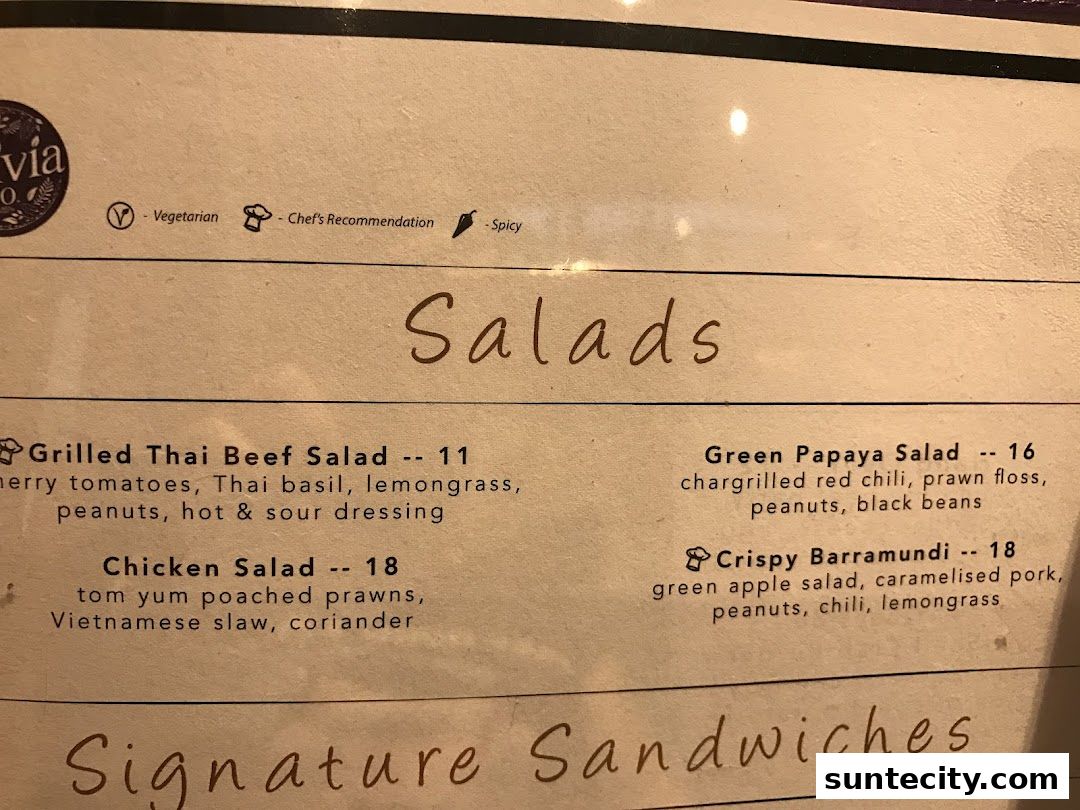 via
O.
- Vegetarian - Chef's Recommendation - Spicy
Salads
Grilled Thai Beef Salad -- 11
tomatoes, Thai basil, lemongrass,
peanuts, hot & sour dressing
Chicken Salad -- 18
tom yum poached prawns,
Vietnamese slaw, coriander
Green Papaya Salad -- 16
chargrilled red chili, prawn floss,
peanuts, black beans
Crispy Barramundi -- 18
green apple salad, caramelised pork,
peanuts, chili, lemongrass
Signature Sandwiches
suntecity.com